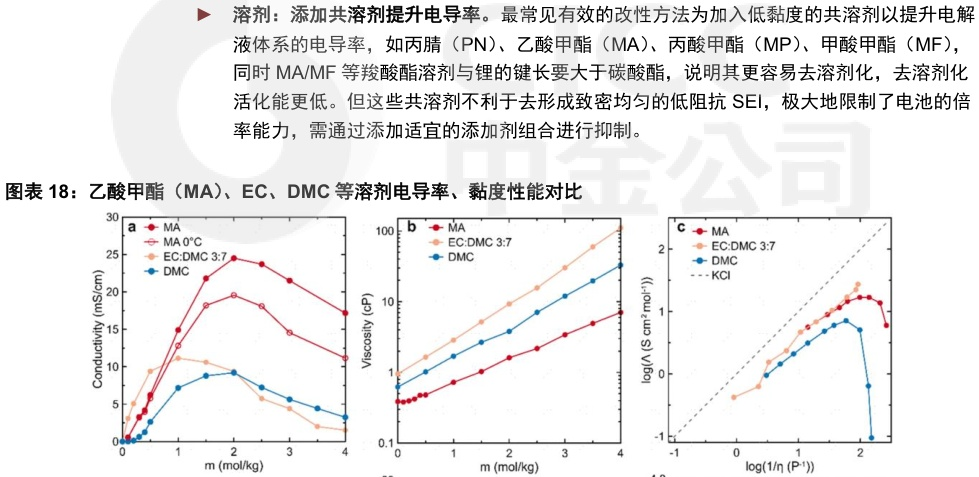 ► 溶剂：添加共溶剂提升电导率。最常见有效的改性方法为加入低黏度的共溶剂以提升电解
液体系的电导率，如丙腈（PN）、乙酸甲酯（MA）、丙酸甲酯（MP）、甲酸甲酯（MF），
同时 MA/MF 等羧酸酯溶剂与锂的键长要大于碳酸酯，说明其更容易去溶剂化，去溶剂化
活化能更低。但这些共溶剂不利于去形成致密均匀的低阻抗 SEI，极大地限制了电池的倍
率能力，需通过添加适宜的添加剂组合进行抑制。
中金公司
图表 18：乙酸甲酯（MA）、EC、DMC 等溶剂电导率、黏度性能对比
a
MA
MA 0°C
EC:DMC 3:7
DMC
Conductivity (mS/cm)
30
25
20
15
10
5
0
0 1 2 3 4
m (mol/kg)
b
MA
EC:DMC 3:7
DMC
Viscosity (cP)
100
10
1
0.1
0 1 2 3 4
m (mol/kg)
c
MA
EC:DMC 3:7
DMC
KCl
log(Λ (S cm² mol⁻¹))
2
1
0
-1
-1 0 1 2
log(1/η (P⁻¹))